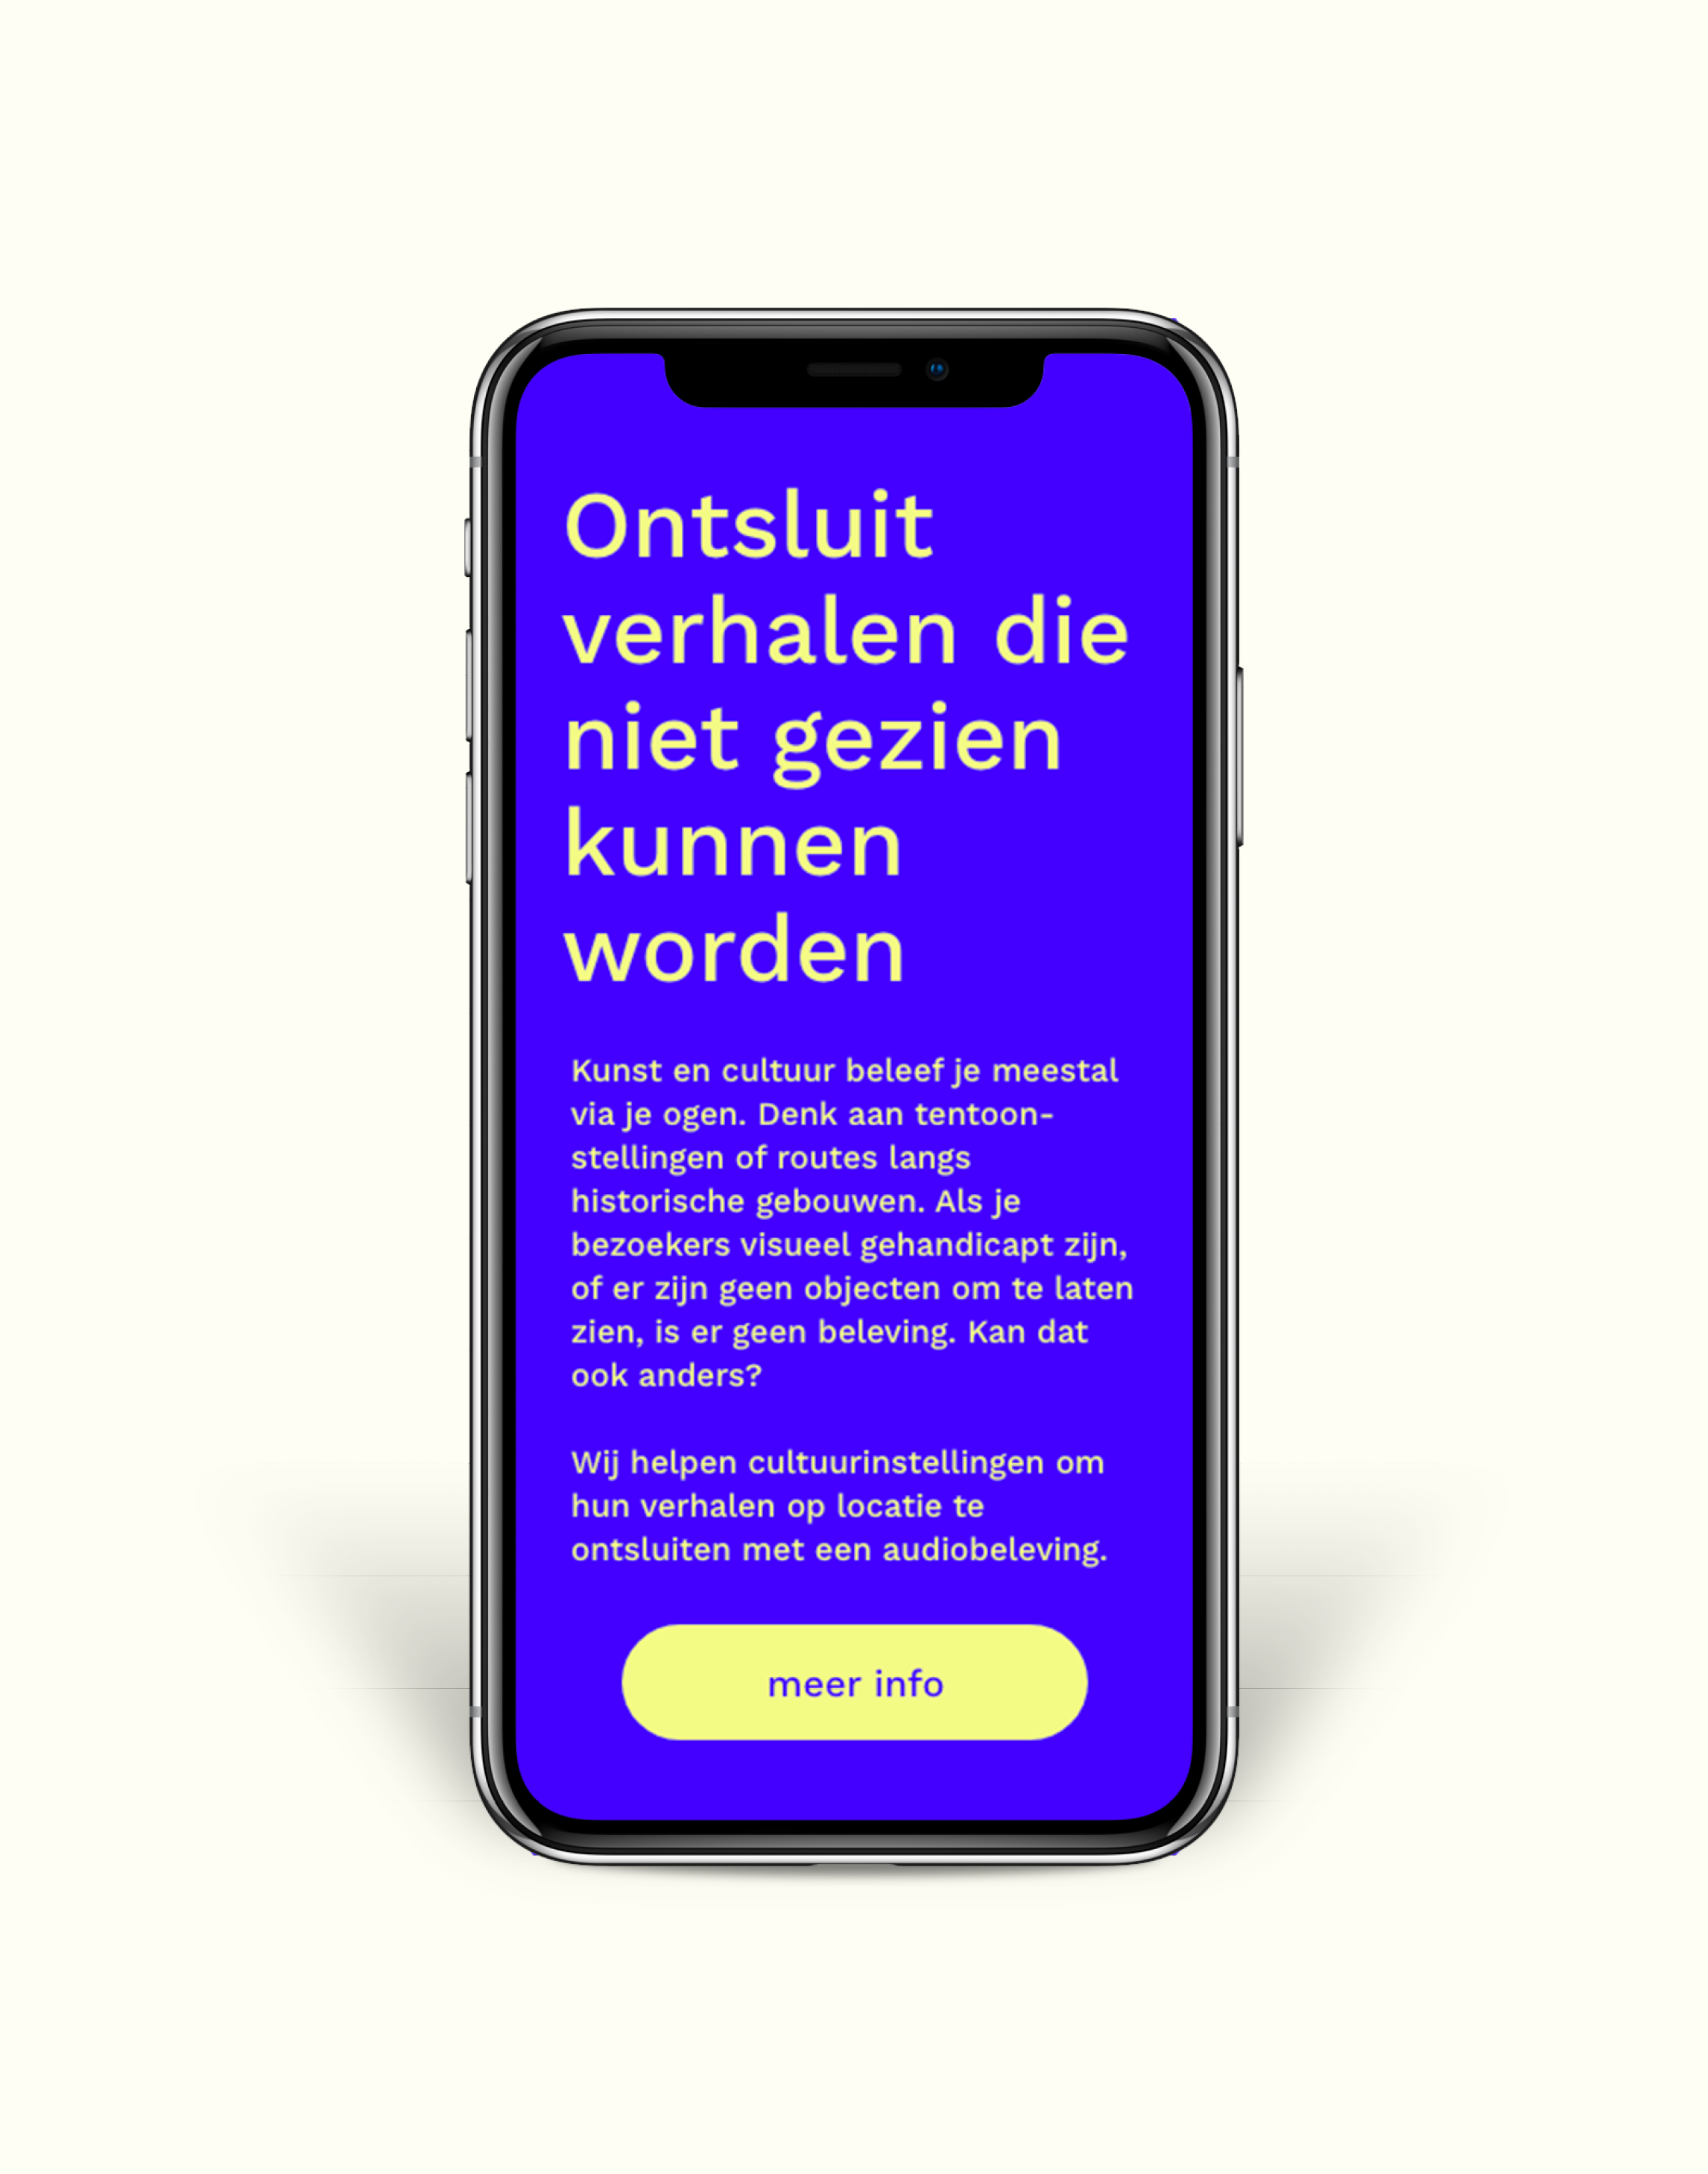 Ontsluit
verhalen die
niet gezien
kunnen
worden
Kunst en cultuur beleef je meestal
via je ogen. Denk aan tentoon-
stellingen of routes langs
historische gebouwen. Als je
bezoekers visueel gehandicapt zijn,
of er zijn geen objecten om te laten
zien, is er geen beleving. Kan dat
ook anders?
Wij helpen cultuurinstellingen om
hun verhalen op locatie te
ontsluiten met een audiobeleving.
meer info